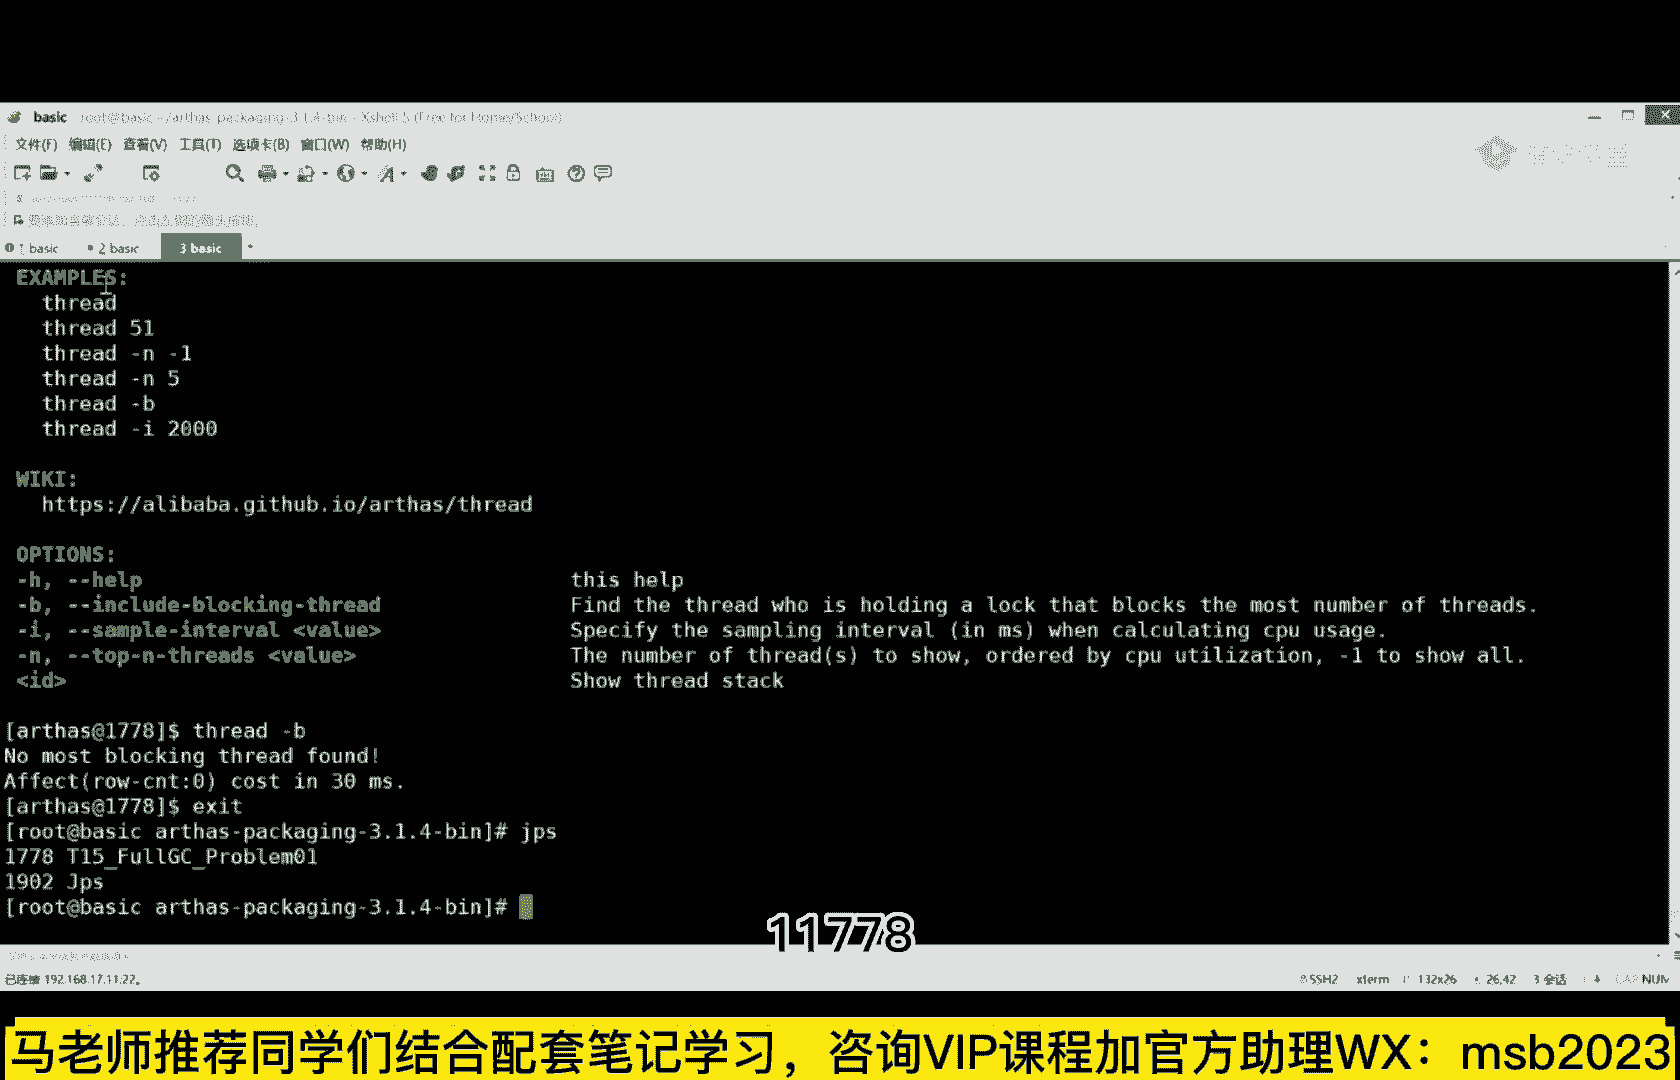 basic root@basic:~/arthas-packaging-3.1.4-bin - Xshell 5 (Free for Home/School)
文件(F) 编辑(E) 查看(V) 工具(T) 选项卡(B) 窗口(W) 帮助(H)
1 basic 2 basic 3 basic
EXAMPLES:
thread
thread 51
thread -n -1
thread -n 5
thread -b
thread -i 2000
WIKI:
https://alibaba.github.io/arthas/thread
OPTIONS:
-h, --help this help
-b, --include-blocking-thread Find the thread who is holding a lock that blocks the most number of threads.
-i, --sample-interval <value> Specify the sampling interval (in ms) when calculating cpu usage.
-n, --top-n-threads <value> The number of thread(s) to show, ordered by cpu utilization, -1 to show all.
<id> Show thread stack
[arthas@1778]$ thread -b
No most blocking thread found!
Affect(row-cnt:0) cost in 30 ms.
[arthas@1778]$ exit
[root@basic arthas-packaging-3.1.4-bin]# jps
1778 T15_FullGC_Problem01
1902 Jps
[root@basic arthas-packaging-3.1.4-bin]#
11778
已连接 192.168.17.11:22。 SSH2 xterm 132x26 26,42 3 会话 CAP NUM
马老师推荐同学们结合配套笔记学习，咨询VIP课程加官方助理WX：msb2023